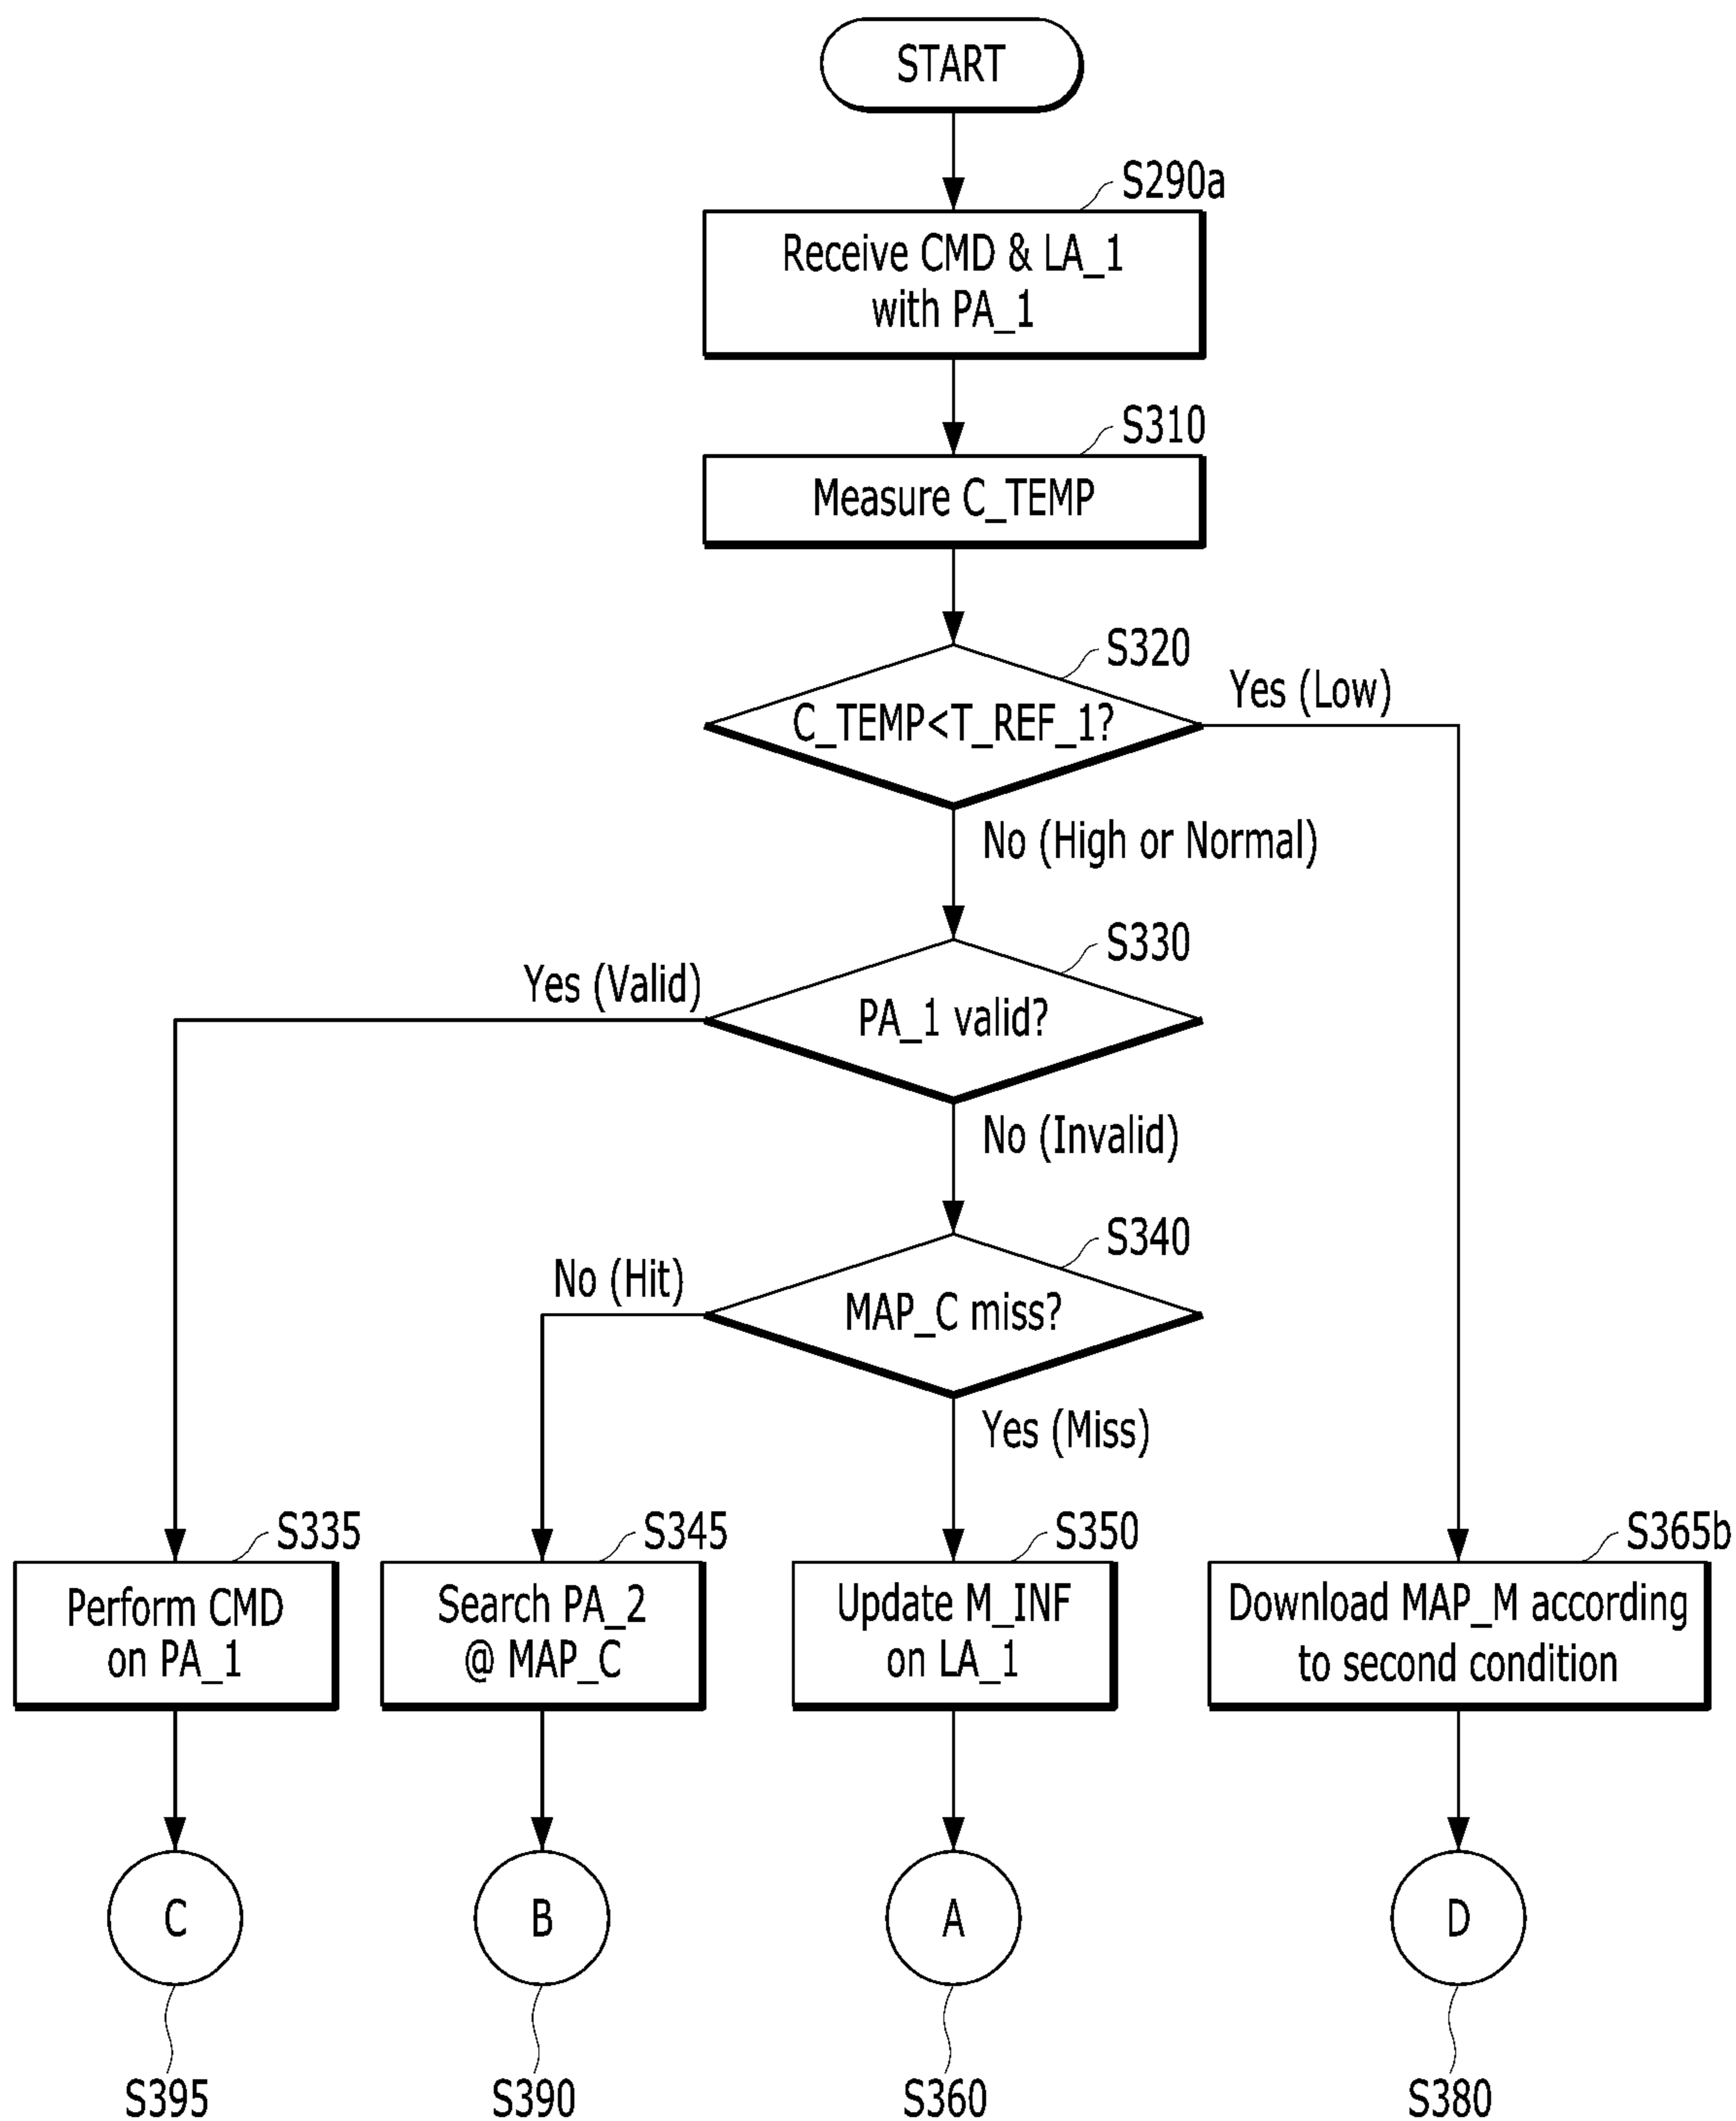 START
S290a
Receive CMD & LA_1
with PA_1
S310
Measure C_TEMP
S320
C_TEMP<T_REF_1?
Yes (Low)
No (High or Normal)
S330
Yes (Valid)
PA_1 valid?
No (Invalid)
S340
No (Hit)
MAP_C miss?
Yes (Miss)
S335
Perform CMD
on PA_1
S345
Search PA_2
@ MAP_C
S350
Update M_INF
on LA_1
S365b
Download MAP_M according
to second condition
C
B
A
D
S395
S390
S360
S380